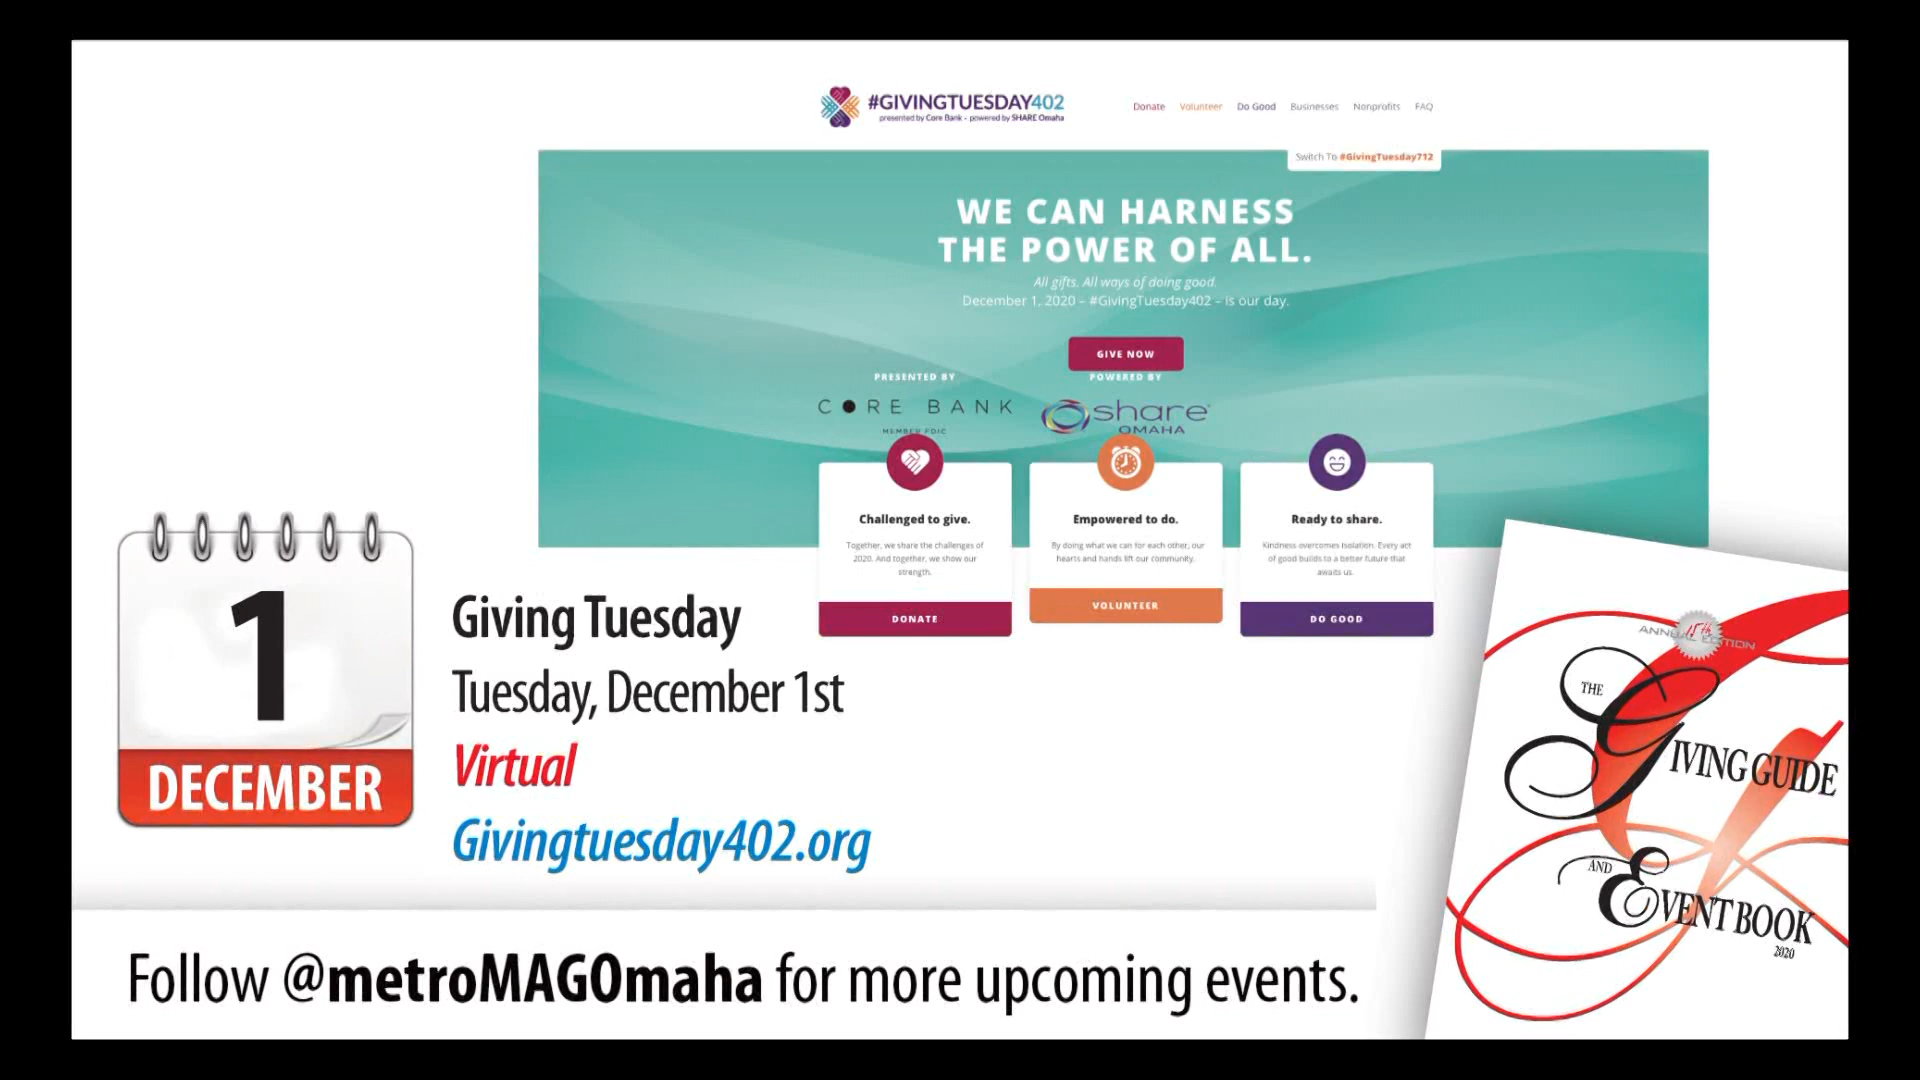 #GIVINGTUESDAY402
presented by Core Bank - powered by SHARE Omaha
Donate Volunteer Do Good Businesses Nonprofits FAQ
Switch To #GivingTuesday712
WE CAN HARNESS
THE POWER OF ALL.
All gifts. All ways of doing good.
December 1, 2020 – #GivingTuesday402 – is our day.
GIVE NOW
PRESENTED BY
CORE BANK
MEMBER FDIC
POWERED BY
share
OMAHA
Challenged to give.
Together, we share the challenges of
2020. And together, we show our
strength.
DONATE
Empowered to do.
By doing what we can for each other, our
hearts and hands lift our community.
VOLUNTEER
Ready to share.
Kindness overcomes isolation. Every act
of good builds to a better future that
awaits us.
DO GOOD
1
DECEMBER
Giving Tuesday
Tuesday, December 1st
Virtual
Givingtuesday402.org
15th
ANNUAL EDITION
THE
GIVING GUIDE
AND
EVENT BOOK
2020
Follow @metroMAGOmaha for more upcoming events.